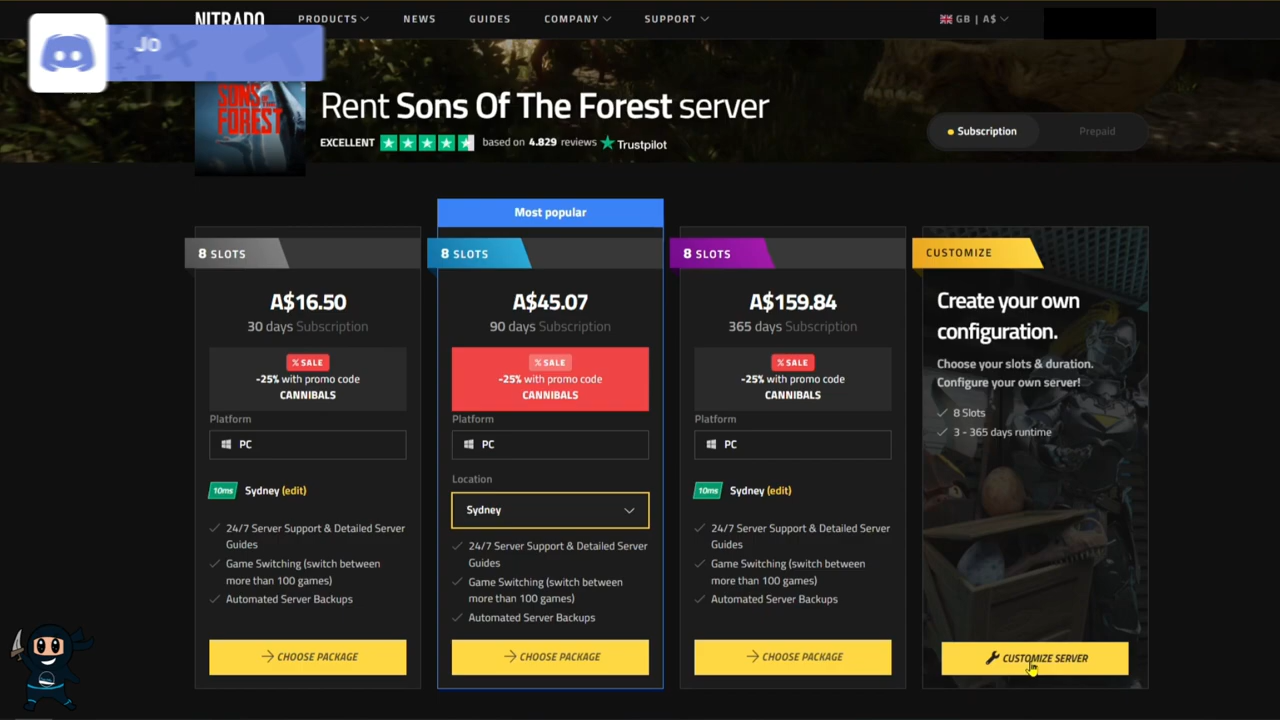 NITRADO
PRODUCTS
NEWS
GUIDES
COMPANY
SUPPORT
GB | A$
Jo
SONS OF THE
FOREST
Rent Sons Of The Forest server
EXCELLENT based on 4.829 reviews Trustpilot
Subscription
Prepaid
Most popular
8 SLOTS
A$16.50
30 days Subscription
% SALE
-25% with promo code
CANNIBALS
Platform
PC
10ms Sydney (edit)
24/7 Server Support & Detailed Server
Guides
Game Switching (switch between
more than 100 games)
Automated Server Backups
CHOOSE PACKAGE
8 SLOTS
A$45.07
90 days Subscription
% SALE
-25% with promo code
CANNIBALS
Platform
PC
Location
Sydney
24/7 Server Support & Detailed Server
Guides
Game Switching (switch between
more than 100 games)
Automated Server Backups
CHOOSE PACKAGE
8 SLOTS
A$159.84
365 days Subscription
% SALE
-25% with promo code
CANNIBALS
Platform
PC
10ms Sydney (edit)
24/7 Server Support & Detailed Server
Guides
Game Switching (switch between
more than 100 games)
Automated Server Backups
CHOOSE PACKAGE
CUSTOMIZE
Create your own
configuration.
Choose your slots & duration.
Configure your own server!
8 Slots
3 - 365 days runtime
CUSTOMIZE SERVER